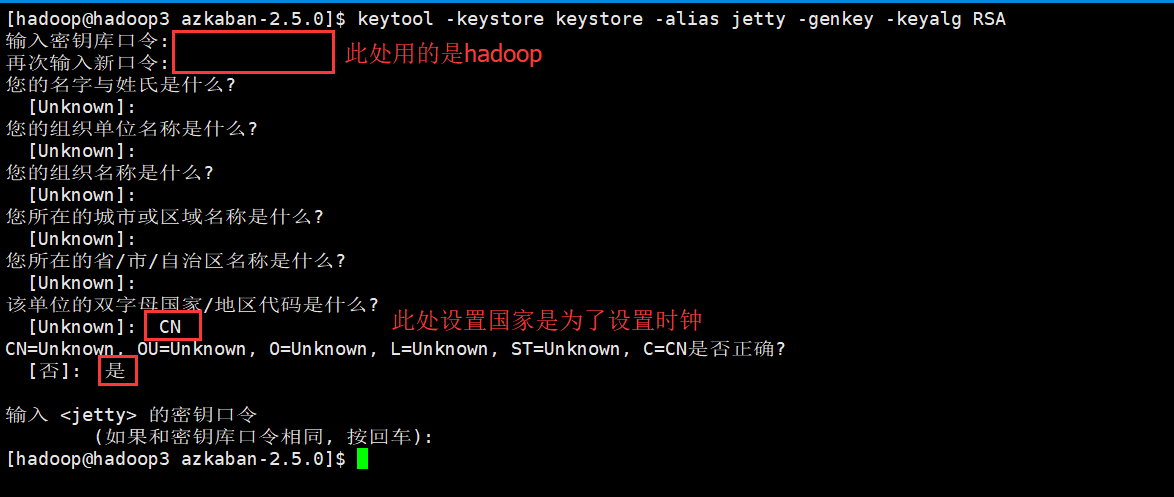 [hadoop@hadoop3 azkaban-2.5.0]$ keytool -keystore keystore -alias jetty -genkey -keyalg RSA
输入密钥库口令:
再次输入新口令:
此处用的是hadoop
您的名字与姓氏是什么?
[Unknown]:
您的组织单位名称是什么?
[Unknown]:
您的组织名称是什么?
[Unknown]:
您所在的城市或区域名称是什么?
[Unknown]:
您所在的省/市/自治区名称是什么?
[Unknown]:
该单位的双字母国家/地区代码是什么?
[Unknown]: CN 此处设置国家是为了设置时钟
CN=Unknown, OU=Unknown, O=Unknown, L=Unknown, ST=Unknown, C=CN是否正确?
[否]: 是
输入 <jetty> 的密钥口令
(如果和密钥库口令相同, 按回车):
[hadoop@hadoop3 azkaban-2.5.0]$